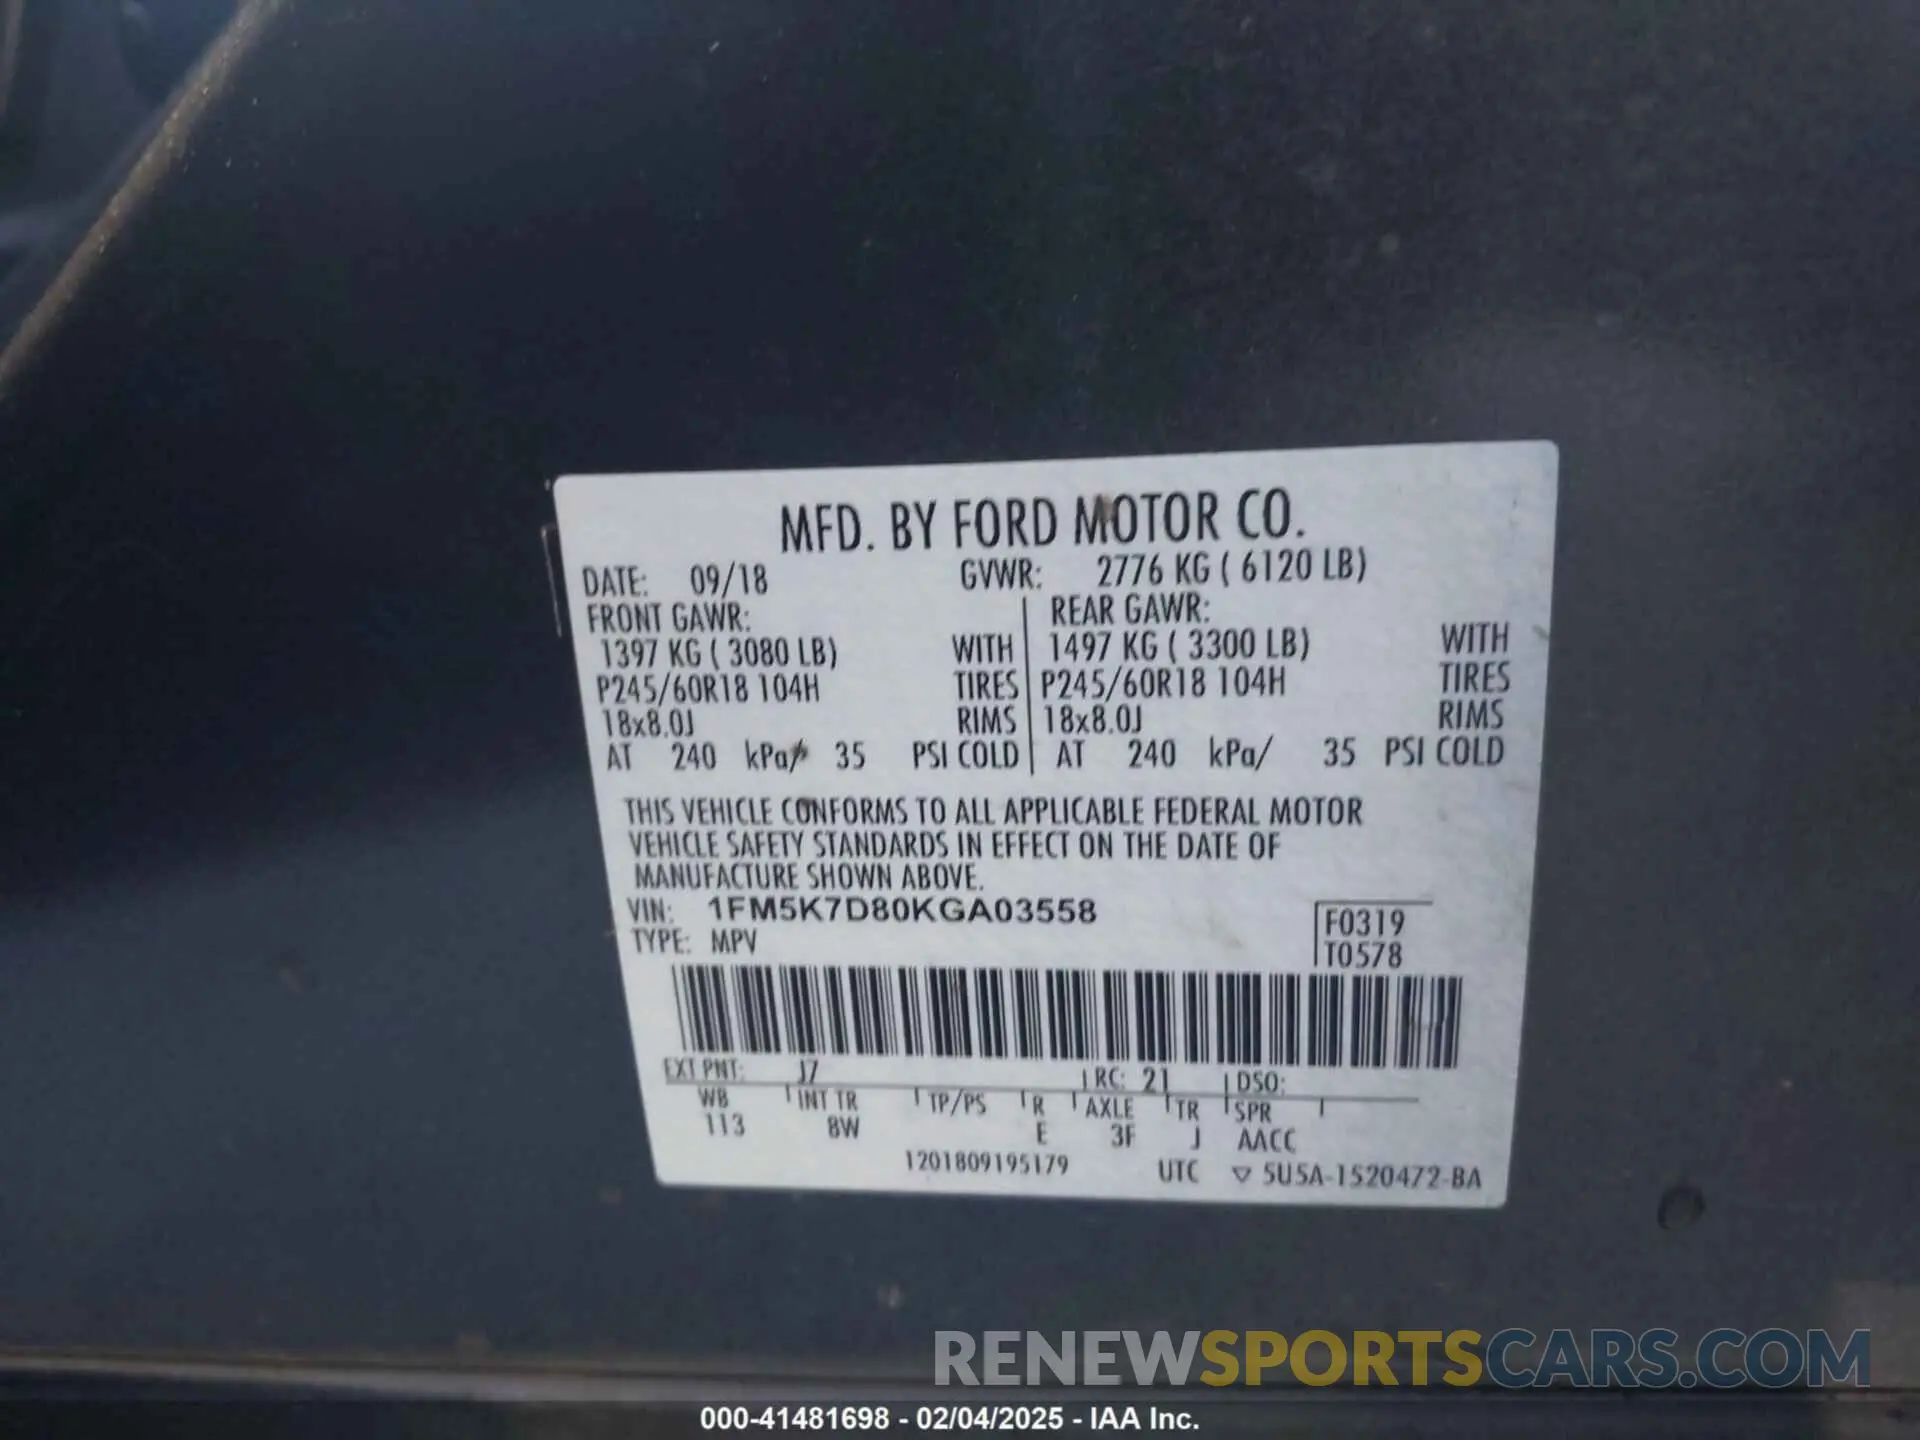 MFD. BY FORD MOTOR CO.
DATE: 09/18 GVWR: 2776 KG ( 6120 LB)
FRONT GAWR: REAR GAWR:
1397 KG ( 3080 LB) WITH 1497 KG ( 3300 LB) WITH
P245/60R18 104H TIRES P245/60R18 104H TIRES
18x8.0J RIMS 18x8.0J RIMS
AT 240 kPa/ 35 PSI COLD AT 240 kPa/ 35 PSI COLD
THIS VEHICLE CONFORMS TO ALL APPLICABLE FEDERAL MOTOR
VEHICLE SAFETY STANDARDS IN EFFECT ON THE DATE OF
MANUFACTURE SHOWN ABOVE.
VIN: 1FM5K7D80KGA03558 F0319
TYPE: MPV T0578
EXT PNT: J7 RC: 21 DSO:
WB INT TR TP/PS R AXLE TR SPR
113 8W E 3F J AACC
1201809195179 UTC ▽ 5U5A-1520472-BA
RENEWSPORTSCARS.COM
000-41481698 - 02/04/2025 - IAA Inc.